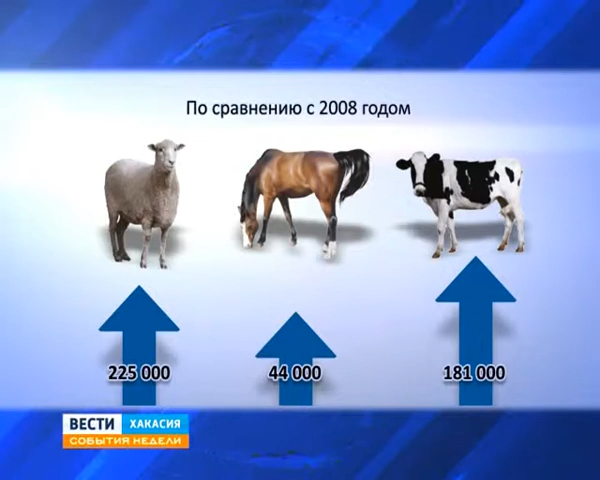 По сравнению с 2008 годом
225 000
44 000
181 000
ВЕСТИ ХАКАСИЯ
СОБЫТИЯ НЕДЕЛИ